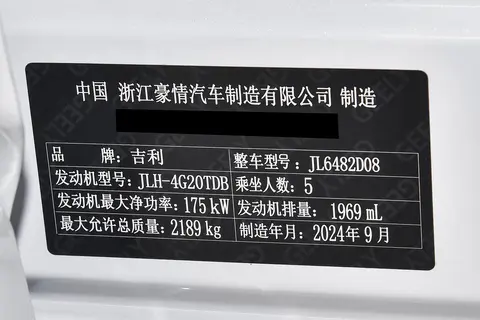 中国 浙江豪情汽车制造有限公司 制造
品牌：吉利 整车型号：JL6482D08
发动机型号：JLH-4G20TDB 乘坐人数：5
发动机最大净功率：175 kW 发动机排量：1969 mL
最大允许总质量：2189 kg 制造年月：2024年9月